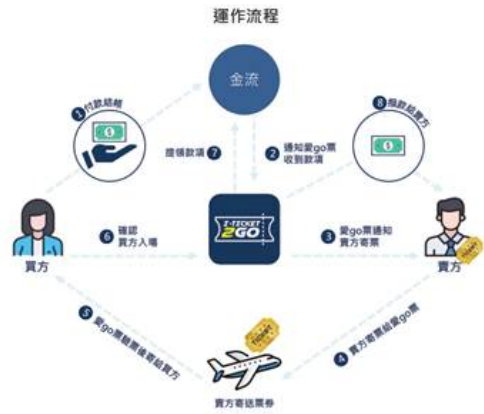 運作流程
金流
1 付款結帳
8 撥款給賣方
提領款項 7
2 通知愛go票
收到款項
I-TICKET
2GO
6 確認
買方入場
3 愛go票通知
賣方寄票
買方
賣方
5 愛go票驗票後寄給買方
TICKET
4 賣方寄票給愛go票
賣方寄送票券